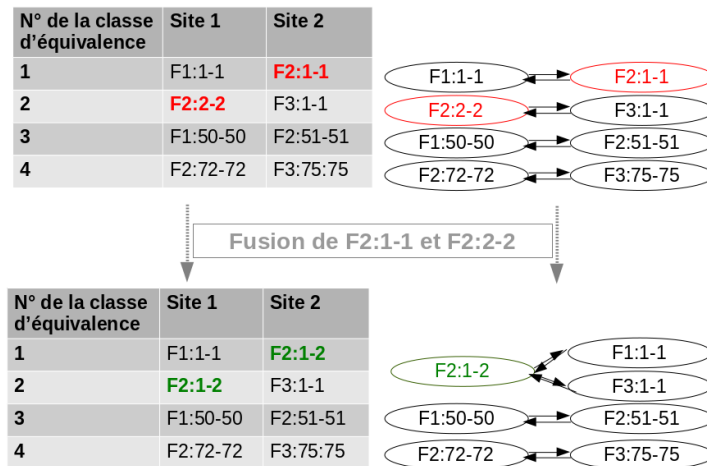 N° de la classe d'équivalence Site 1 Site 2
1 F1:1-1 F2:1-1
2 F2:2-2 F3:1-1
3 F1:50-50 F2:51-51
4 F2:72-72 F3:75:75
F1:1-1 F2:1-1
F2:2-2 F3:1-1
F1:50-50 F2:51-51
F2:72-72 F3:75-75
Fusion de F2:1-1 et F2:2-2
N° de la classe d'équivalence Site 1 Site 2
1 F1:1-1 F2:1-2
2 F2:1-2 F3:1-1
3 F1:50-50 F2:51-51
4 F2:72-72 F3:75:75
F2:1-2 F1:1-1
F3:1-1
F1:50-50 F2:51-51
F2:72-72 F3:75-75